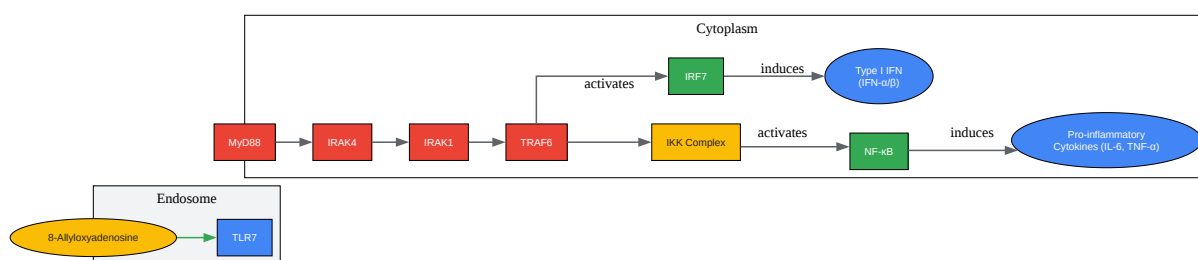 Cytoplasm
IRF7
activates
induces
Type I IFN
(IFN-α/β)
MyD88
IRAK4
IRAK1
TRAF6
IKK Complex
activates
NF-κB
induces
Pro-inflammatory
Cytokines (IL-6, TNF-α)
Endosome
8-Allyloxyadenosine
TLR7